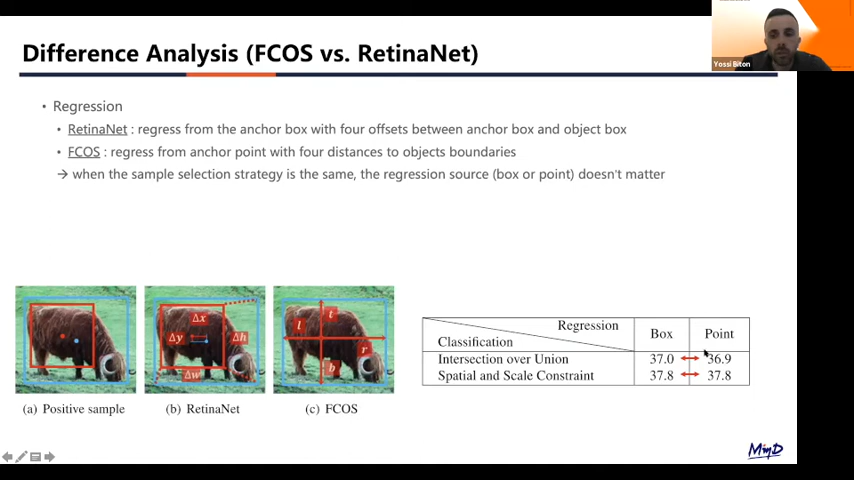 Yossi Biton
Difference Analysis (FCOS vs. RetinaNet)
• Regression
• RetinaNet : regress from the anchor box with four offsets between anchor box and object box
• FCOS : regress from anchor point with four distances to objects boundaries
→ when the sample selection strategy is the same, the regression source (box or point) doesn't matter
Δx
Δy
Δh
Δw
l
t
r
b
(a) Positive sample
(b) RetinaNet
(c) FCOS
Regression
Classification
Box
Point
Intersection over Union 37.0 ↔ 36.9
Spatial and Scale Constraint 37.8 ↔ 37.8
MinD